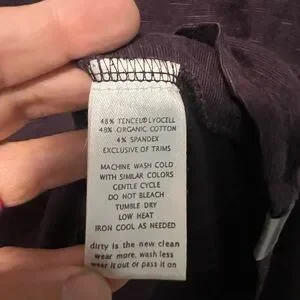 48% TENCEL®LYOCELL
48% ORGANIC COTTON
4% SPANDEX
EXCLUSIVE OF TRIMS
MACHINE WASH COLD
WITH SIMILAR COLORS
GENTLE CYCLE
DO NOT BLEACH
TUMBLE DRY
LOW HEAT
IRON COOL AS NEEDED
dirty is the new clean
wear more, wash less
wear it out or pass it on